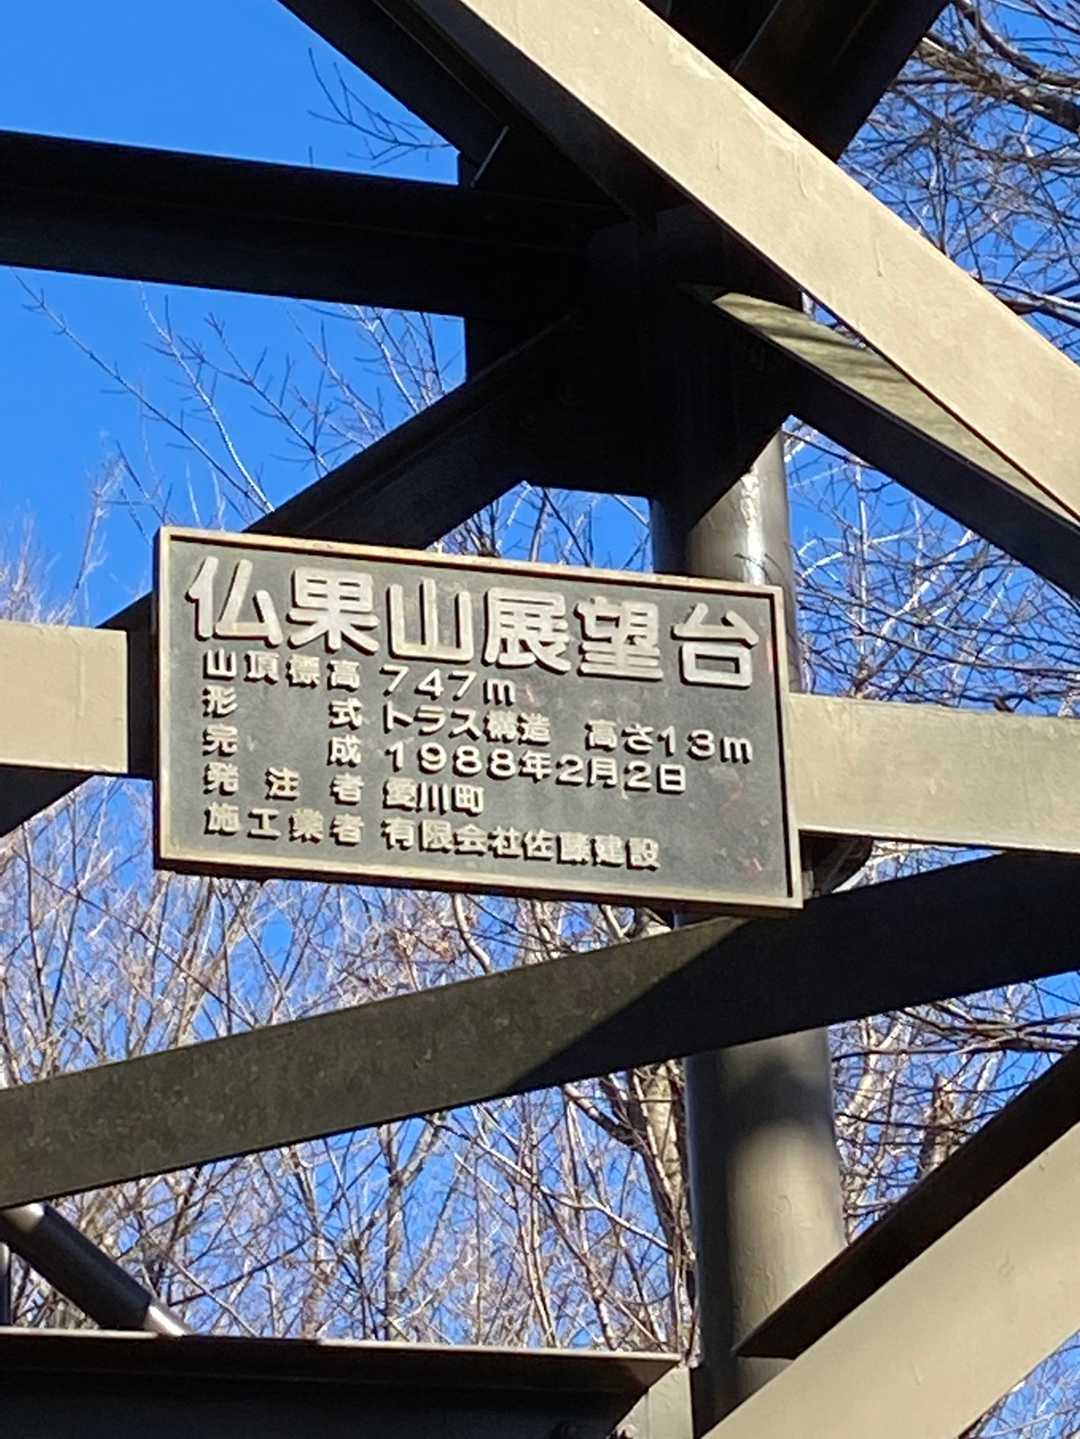 仏果山展望台
山頂標高 747m
形式 トラス構造 高さ13m
完成 1988年2月2日
発注者 愛川町
施工業者 有限会社佐藤建設